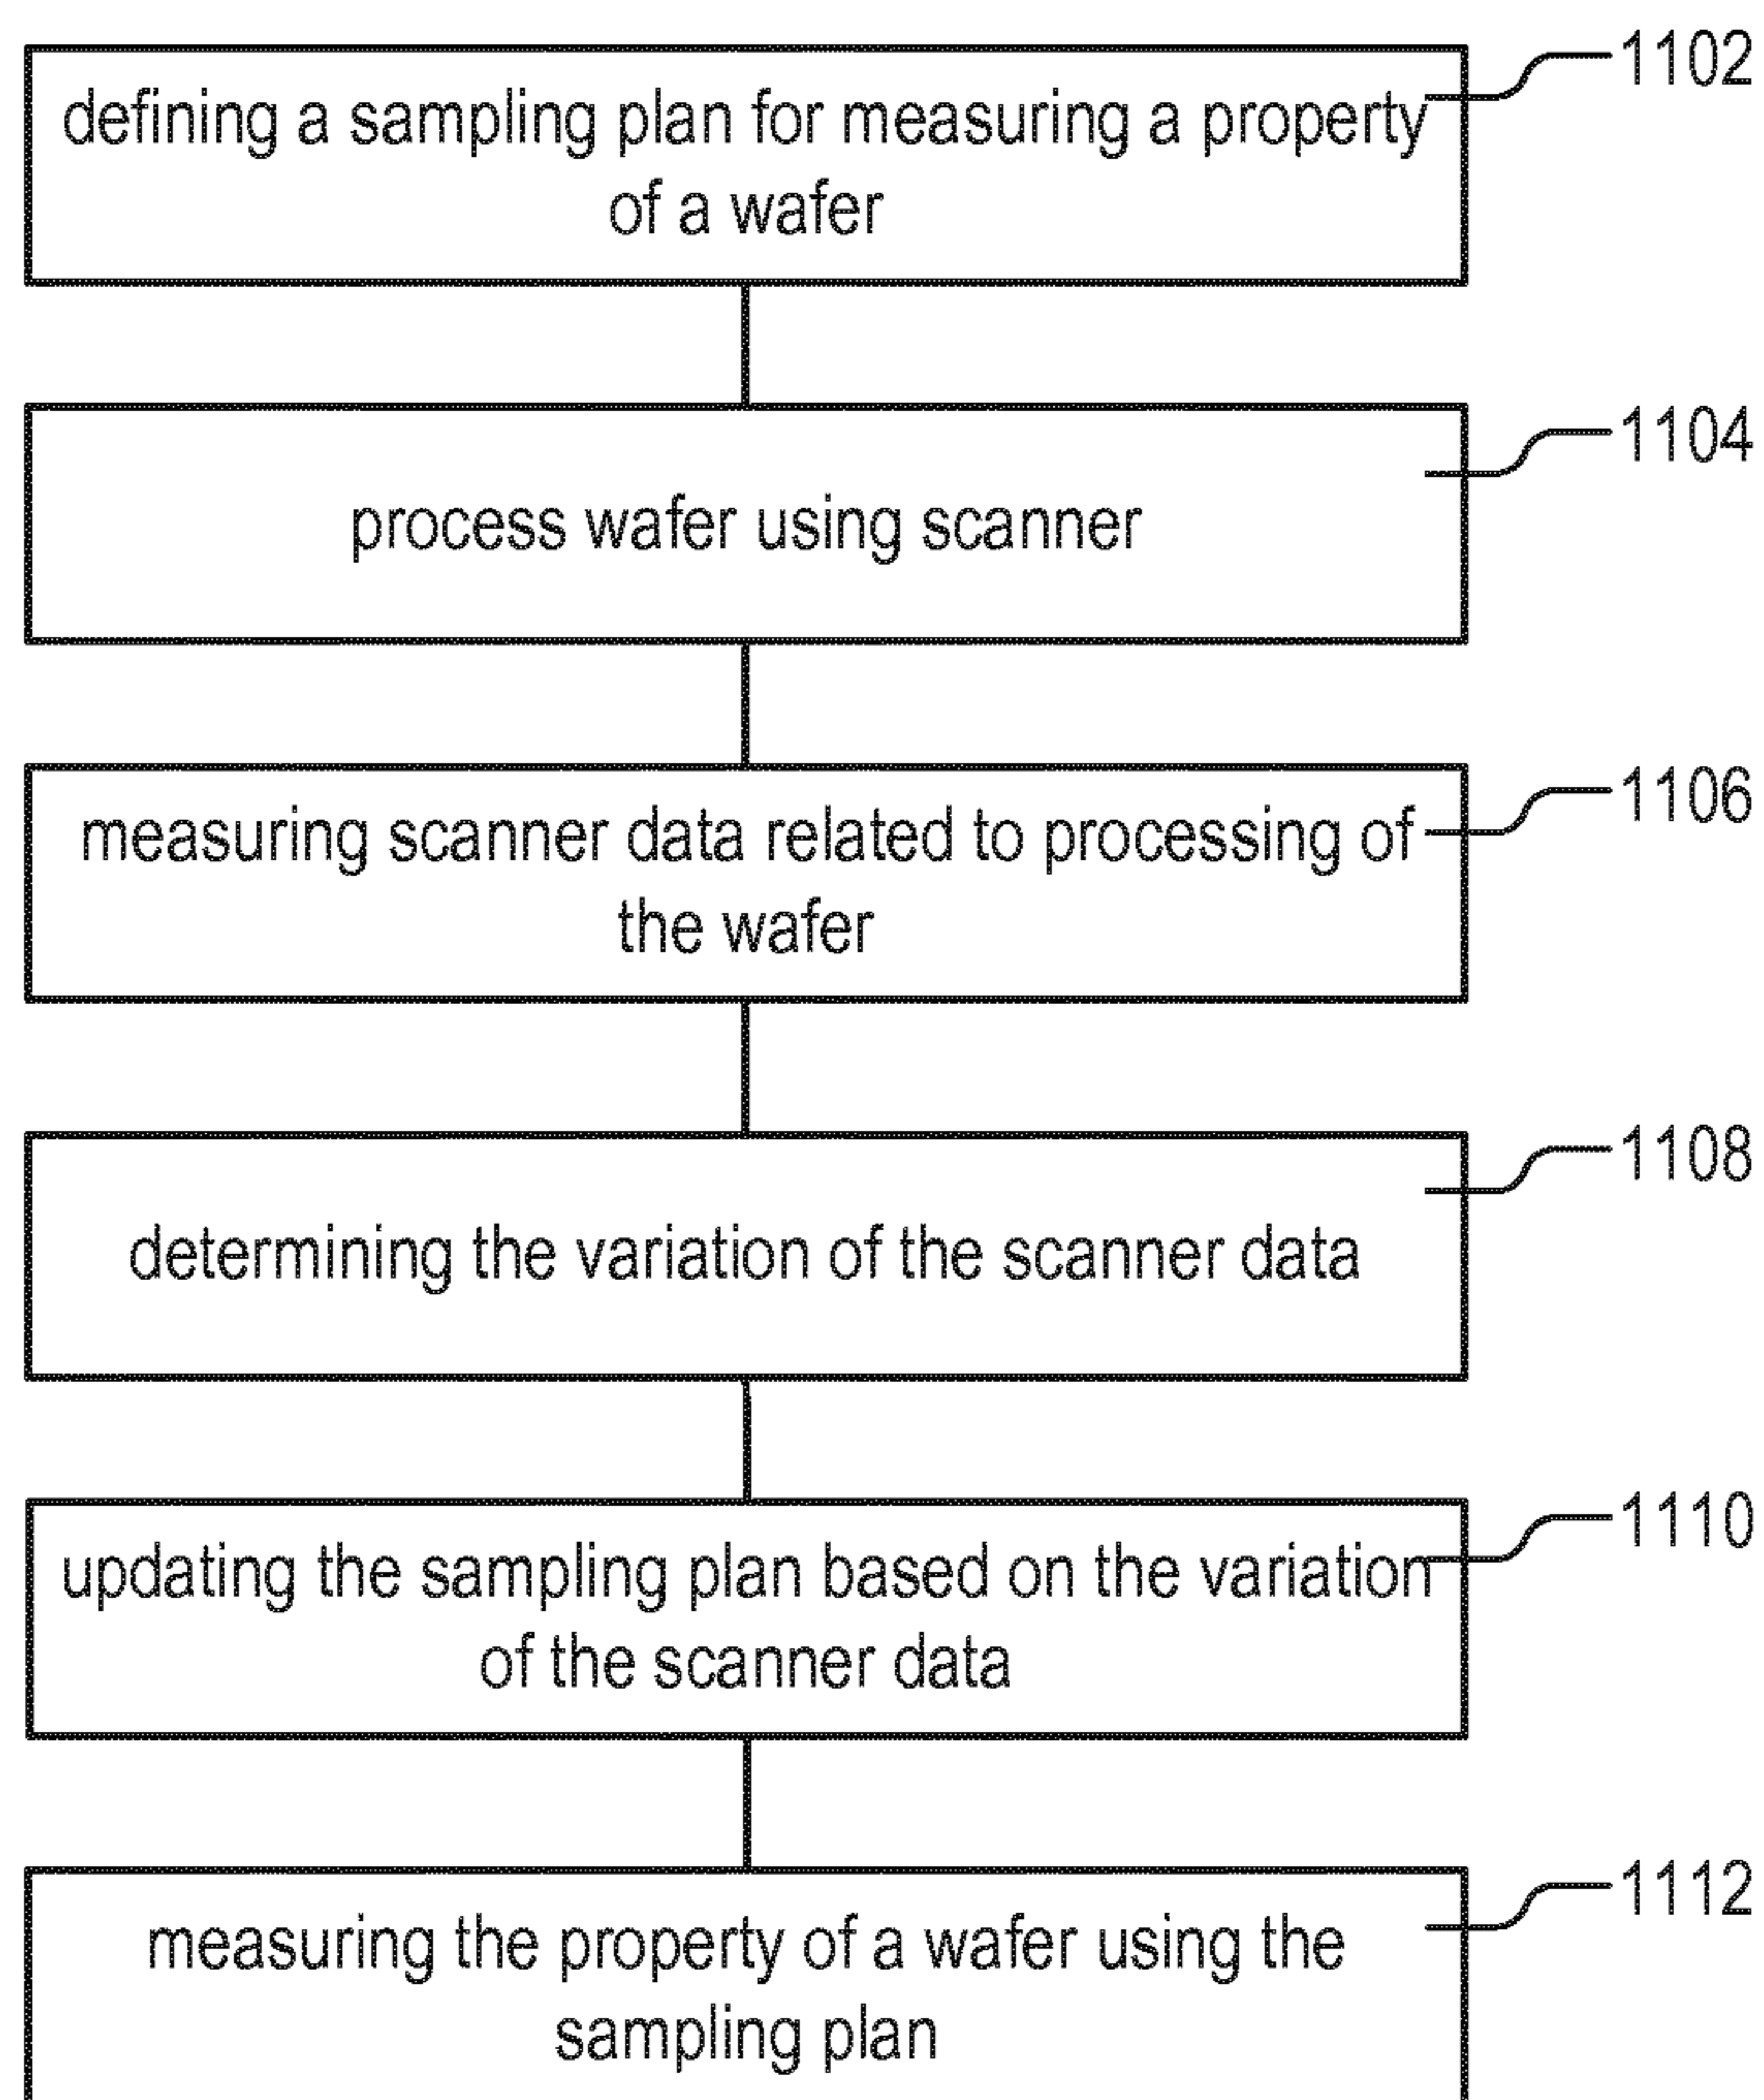 1102
defining a sampling plan for measuring a property
of a wafer
1104
process wafer using scanner
1106
measuring scanner data related to processing of
the wafer
1108
determining the variation of the scanner data
1110
updating the sampling plan based on the variation
of the scanner data
1112
measuring the property of a wafer using the
sampling plan